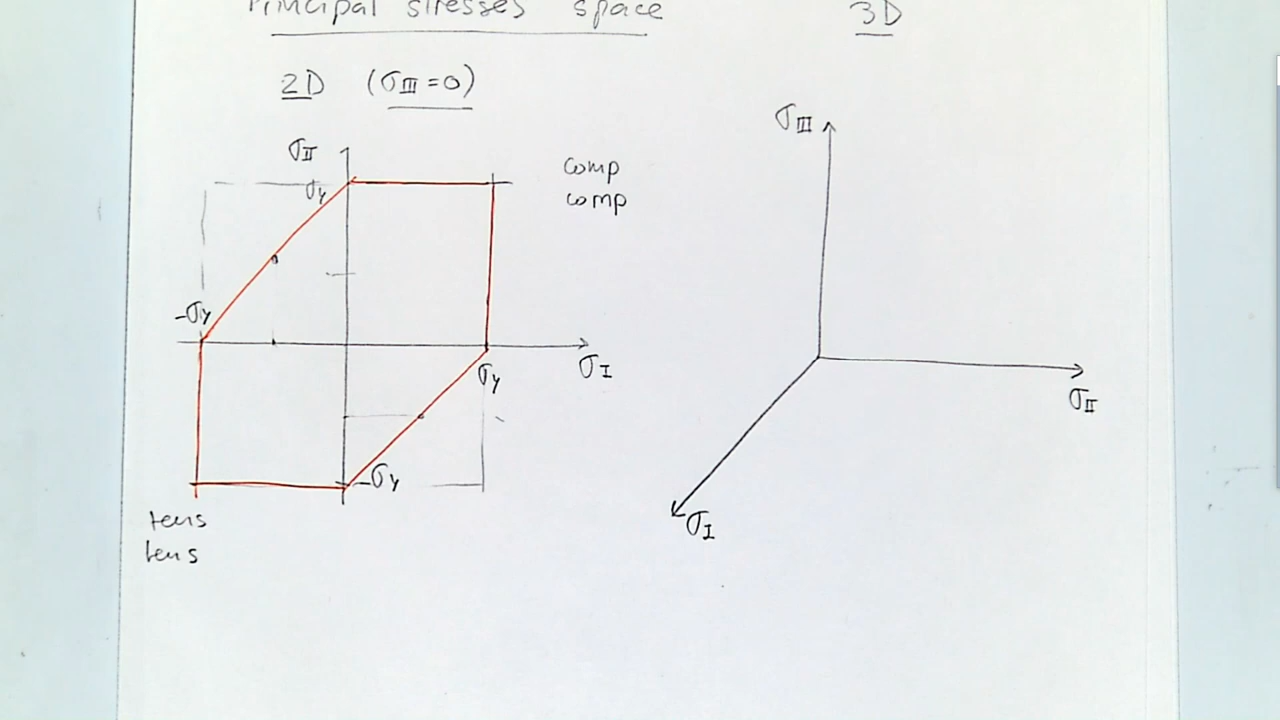 Principal stresses space
3D
2D (σIII = 0)
σII
σy
comp
comp
-σy
σI
σy
-σy
tens
tens
σIII
σII
σI